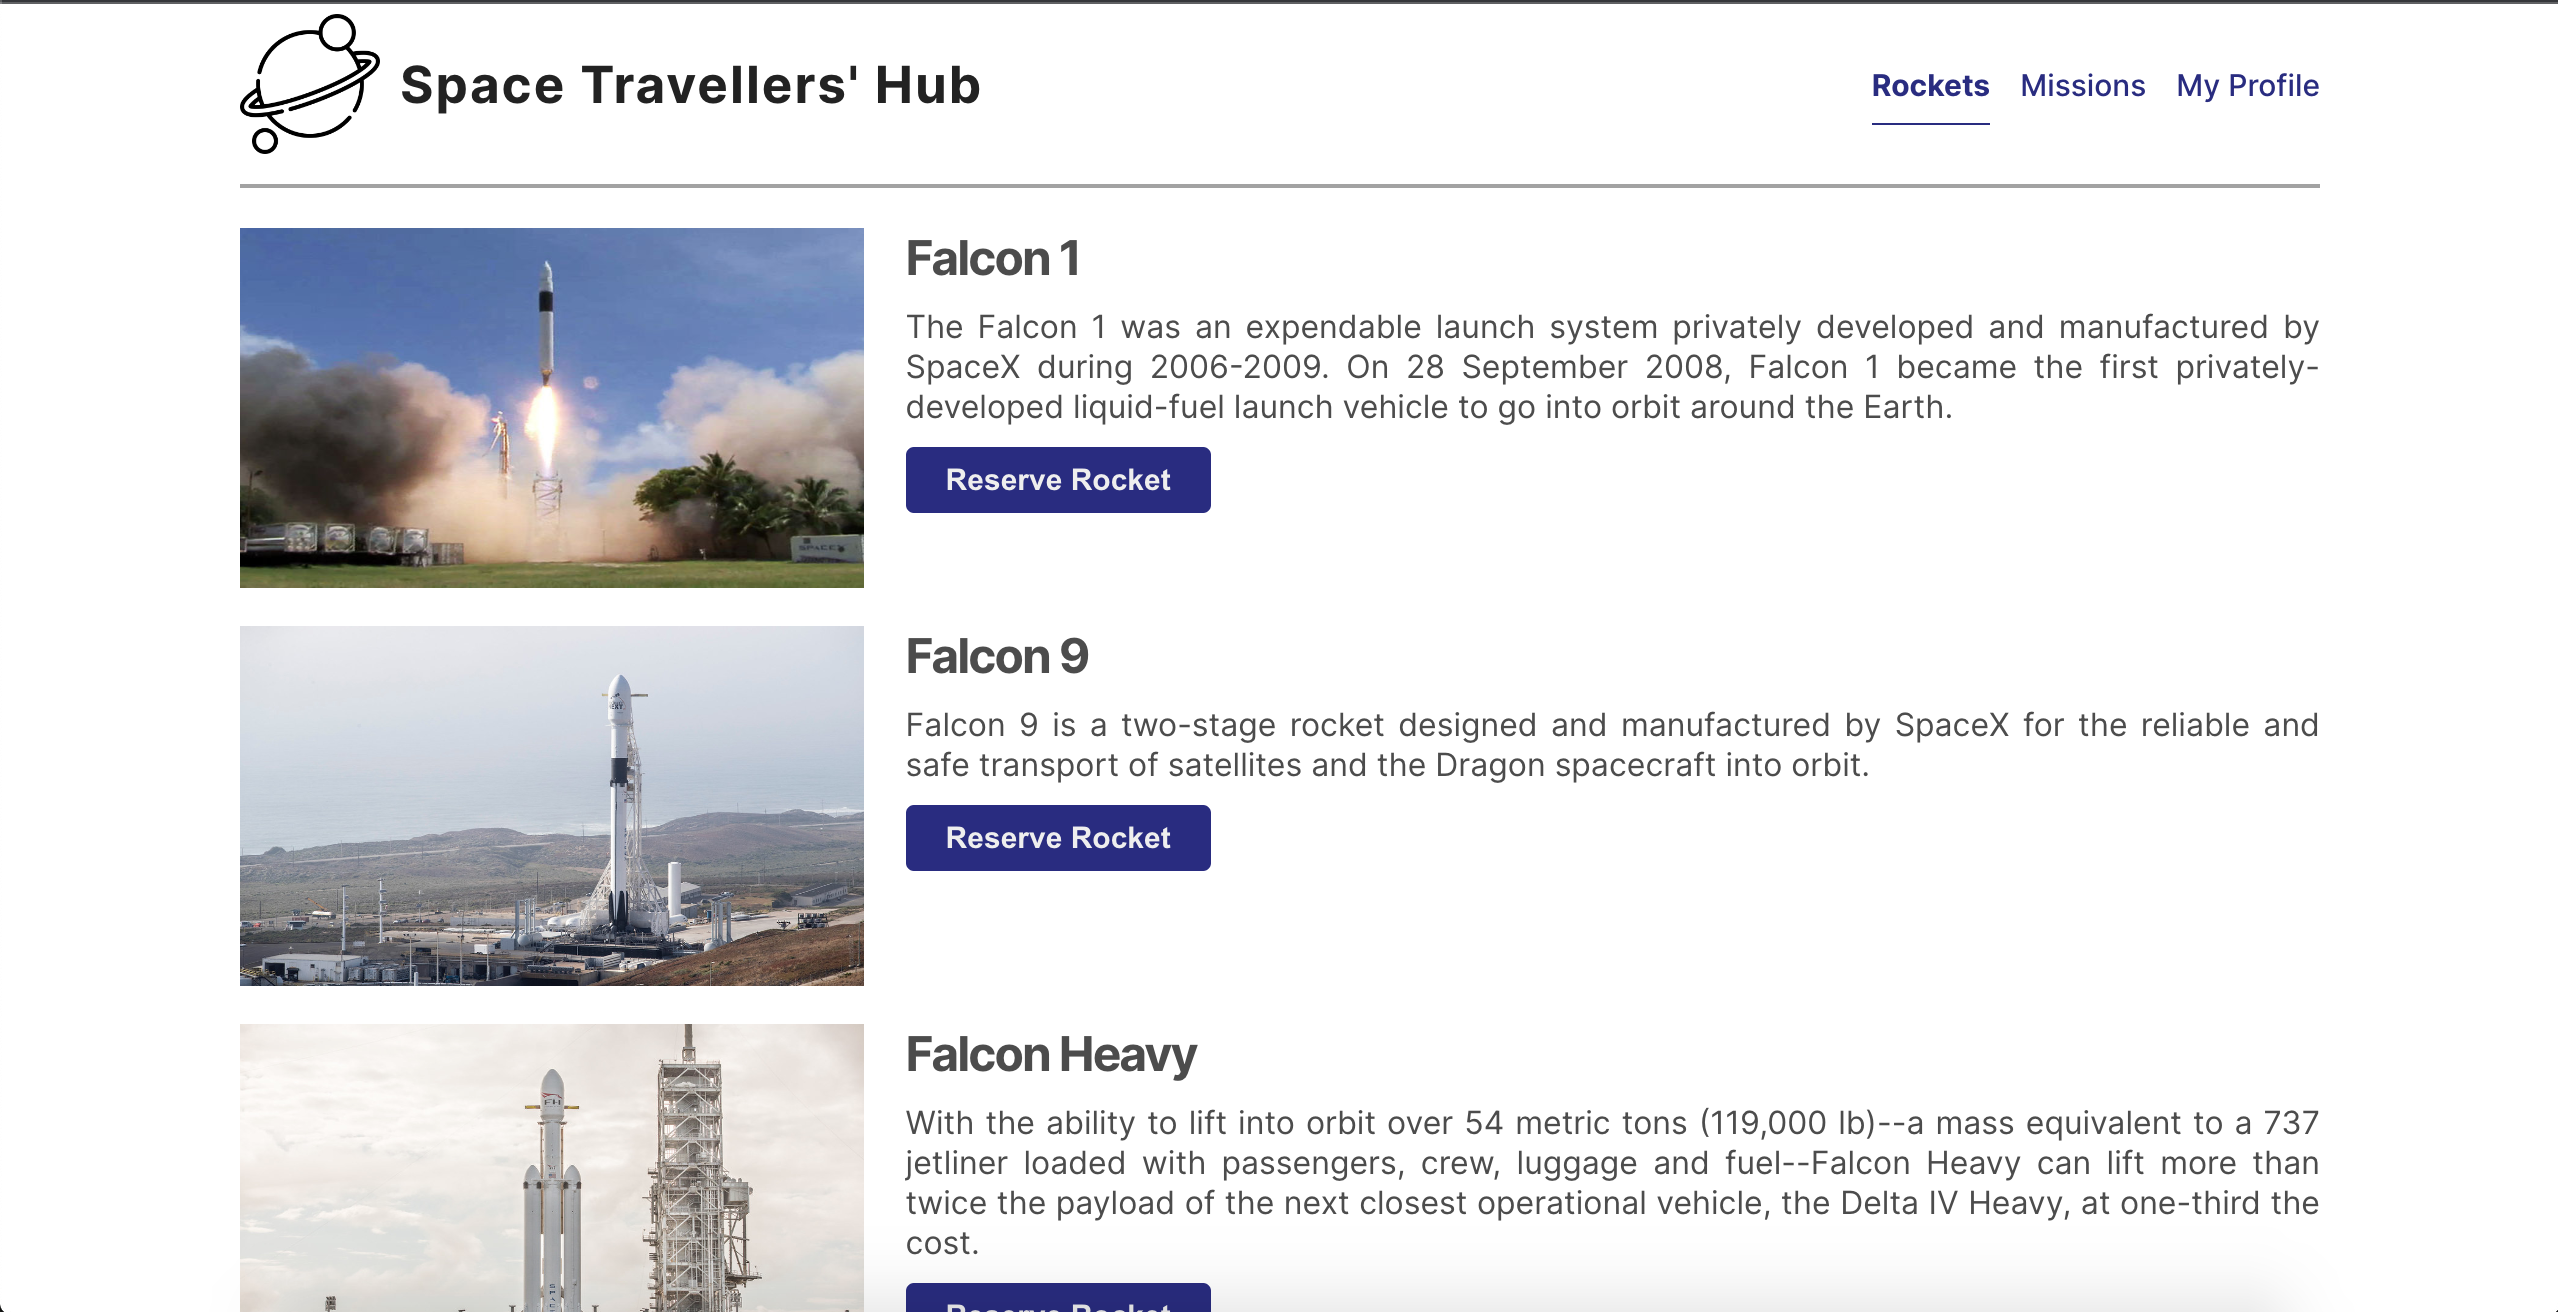 Space Travellers' Hub
Rockets Missions My Profile
Falcon 1
The Falcon 1 was an expendable launch system privately developed and manufactured by
SpaceX during 2006-2009. On 28 September 2008, Falcon 1 became the first privately-
developed liquid-fuel launch vehicle to go into orbit around the Earth.
Reserve Rocket
SPACEX
Falcon 9
Falcon 9 is a two-stage rocket designed and manufactured by SpaceX for the reliable and
safe transport of satellites and the Dragon spacecraft into orbit.
Reserve Rocket
Falcon Heavy
With the ability to lift into orbit over 54 metric tons (119,000 lb)--a mass equivalent to a 737
jetliner loaded with passengers, crew, luggage and fuel--Falcon Heavy can lift more than
twice the payload of the next closest operational vehicle, the Delta IV Heavy, at one-third the
cost.
FH
Reserve Rocket